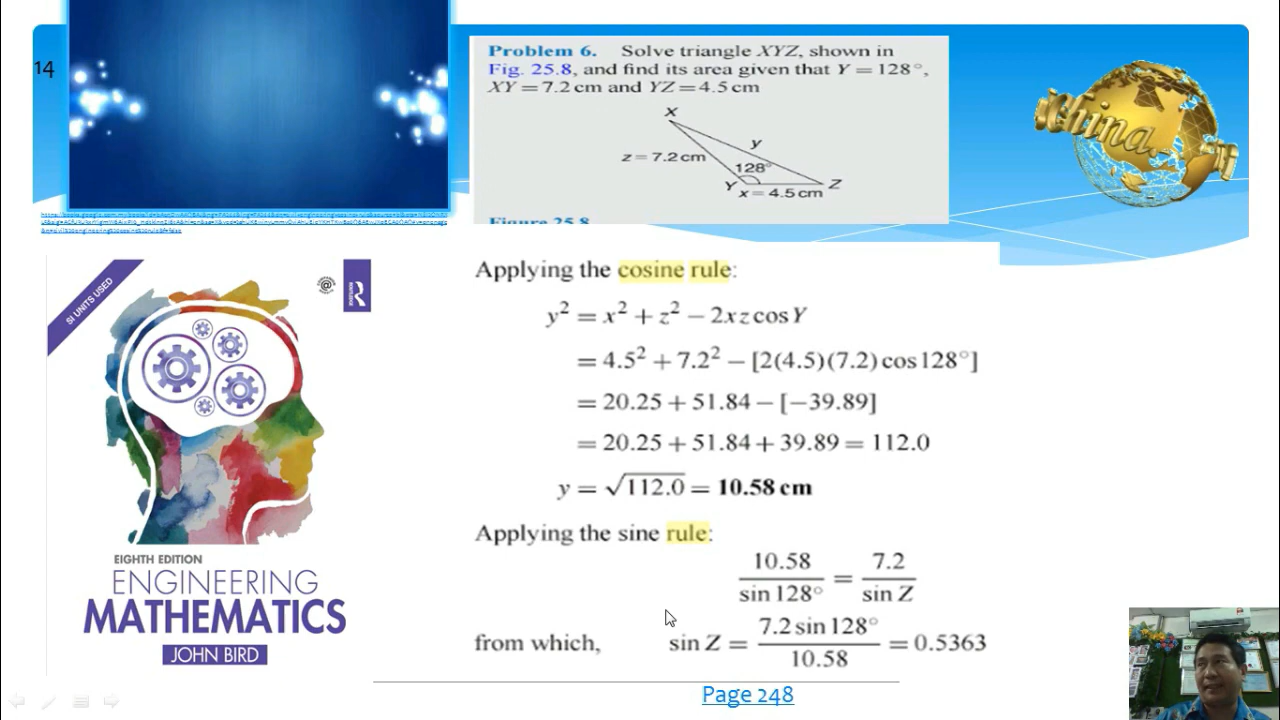 14
Problem 6. Solve triangle XYZ, shown in
Fig. 25.8, and find its area given that Y = 128°,
XY = 7.2 cm and YZ = 4.5 cm
X
y
z = 7.2 cm
128°
Y
Z
x = 4.5 cm
Figure 25.8
China
SI UNITS USED
R
EIGHTH EDITION
ENGINEERING
MATHEMATICS
JOHN BIRD
Applying the cosine rule:
y² = x² + z² − 2xz cos Y
= 4.5² + 7.2² − [2(4.5)(7.2) cos 128°]
= 20.25 + 51.84 − [−39.89]
= 20.25 + 51.84 + 39.89 = 112.0
y = √112.0 = 10.58 cm
Applying the sine rule:
10.58 / sin 128° = 7.2 / sin Z
from which, sin Z = 7.2 sin 128° / 10.58 = 0.5363
Page 248